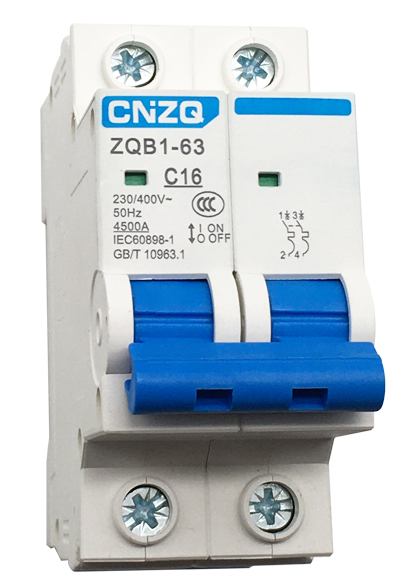 CNZQ
ZQB1-63
C16
230/400V~
50Hz
4500A
IEC60898-1
GB/T 10963.1
I ON
O OFF
CCC
1 3
2 4